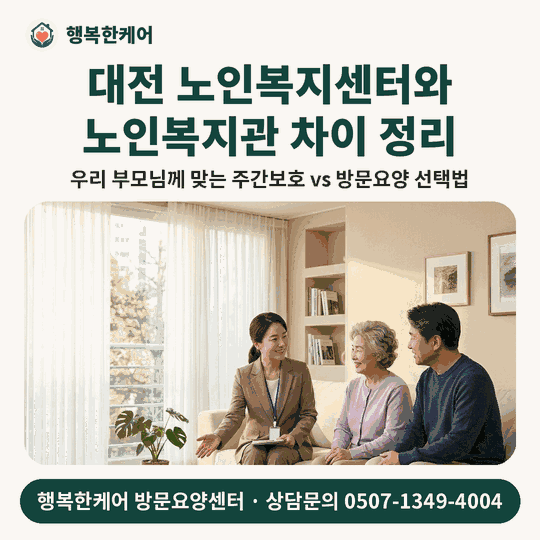 행복한케어
대전 노인복지센터와
노인복지관 차이 정리
우리 부모님께 맞는 주간보호 vs 방문요양 선택법
행복한케어 방문요양센터 · 상담문의 0507-1349-4004